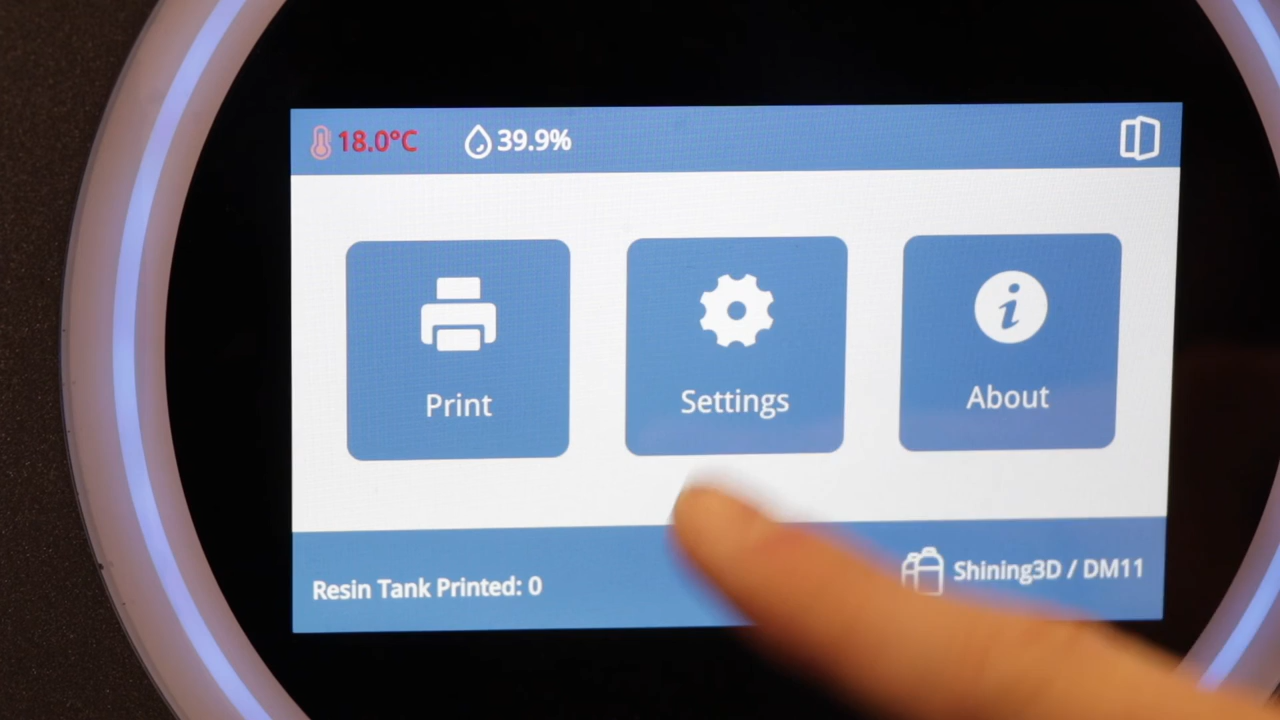 18.0°C 39.9%
Print Settings About
Resin Tank Printed: 0 Shining3D / DM11